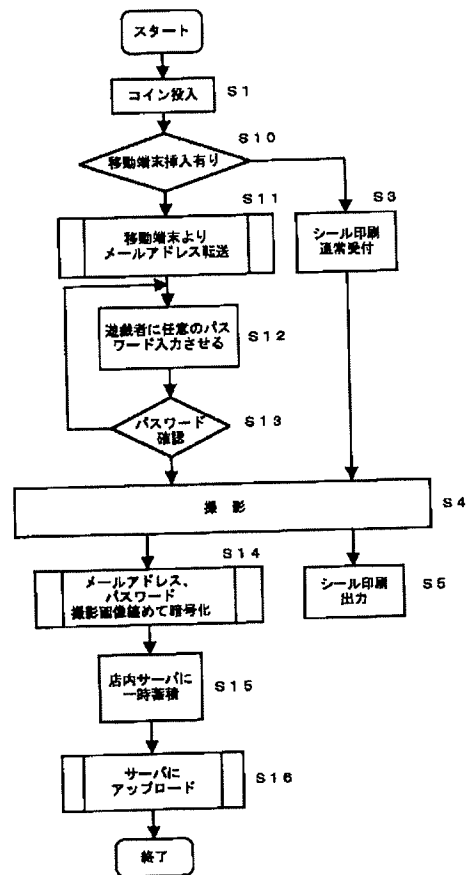 スタート
コイン投入
S1
S10
移動端末挿入有り
S11
移動端末より
メールアドレス転送
S3
シール印刷
通常受付
遊戯者に任意のパス
ワード入力させる
S12
パスワード
確認
S13
撮 影
S4
S14
メールアドレス、
パスワード
撮影画像纏めて暗号化
シール印刷
出力
S5
店内サーバに
一時蓄積
S15
サーバに
アップロード
S16
終了